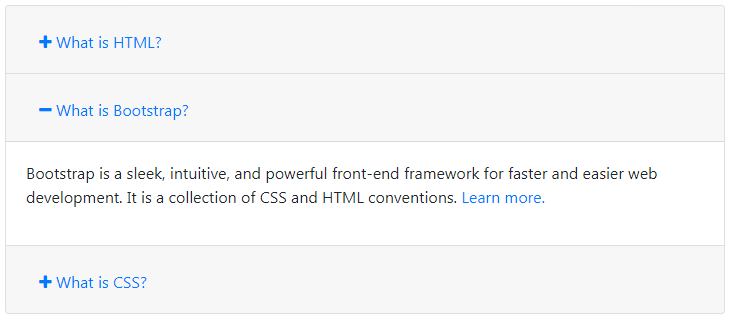 + What is HTML?
− What is Bootstrap?
Bootstrap is a sleek, intuitive, and powerful front-end framework for faster and easier web
development. It is a collection of CSS and HTML conventions. Learn more.
+ What is CSS?